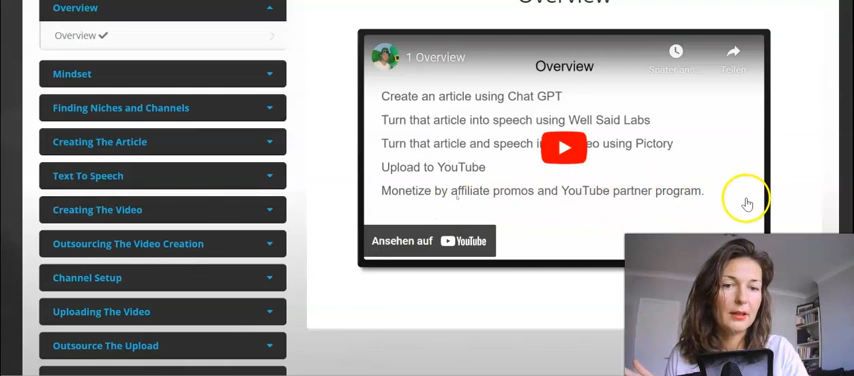 Overview
Overview
Overview
Mindset
Finding Niches and Channels
Creating The Article
Text To Speech
Creating The Video
Outsourcing The Video Creation
Channel Setup
Uploading The Video
Outsource The Upload
1 Overview
Overview
Teilen
Create an article using Chat GPT
Turn that article into speech using Well Said Labs
Turn that article and speech using Pictory
Upload to YouTube
Monetize by affiliate promos and YouTube partner program.
Ansehen auf YouTube